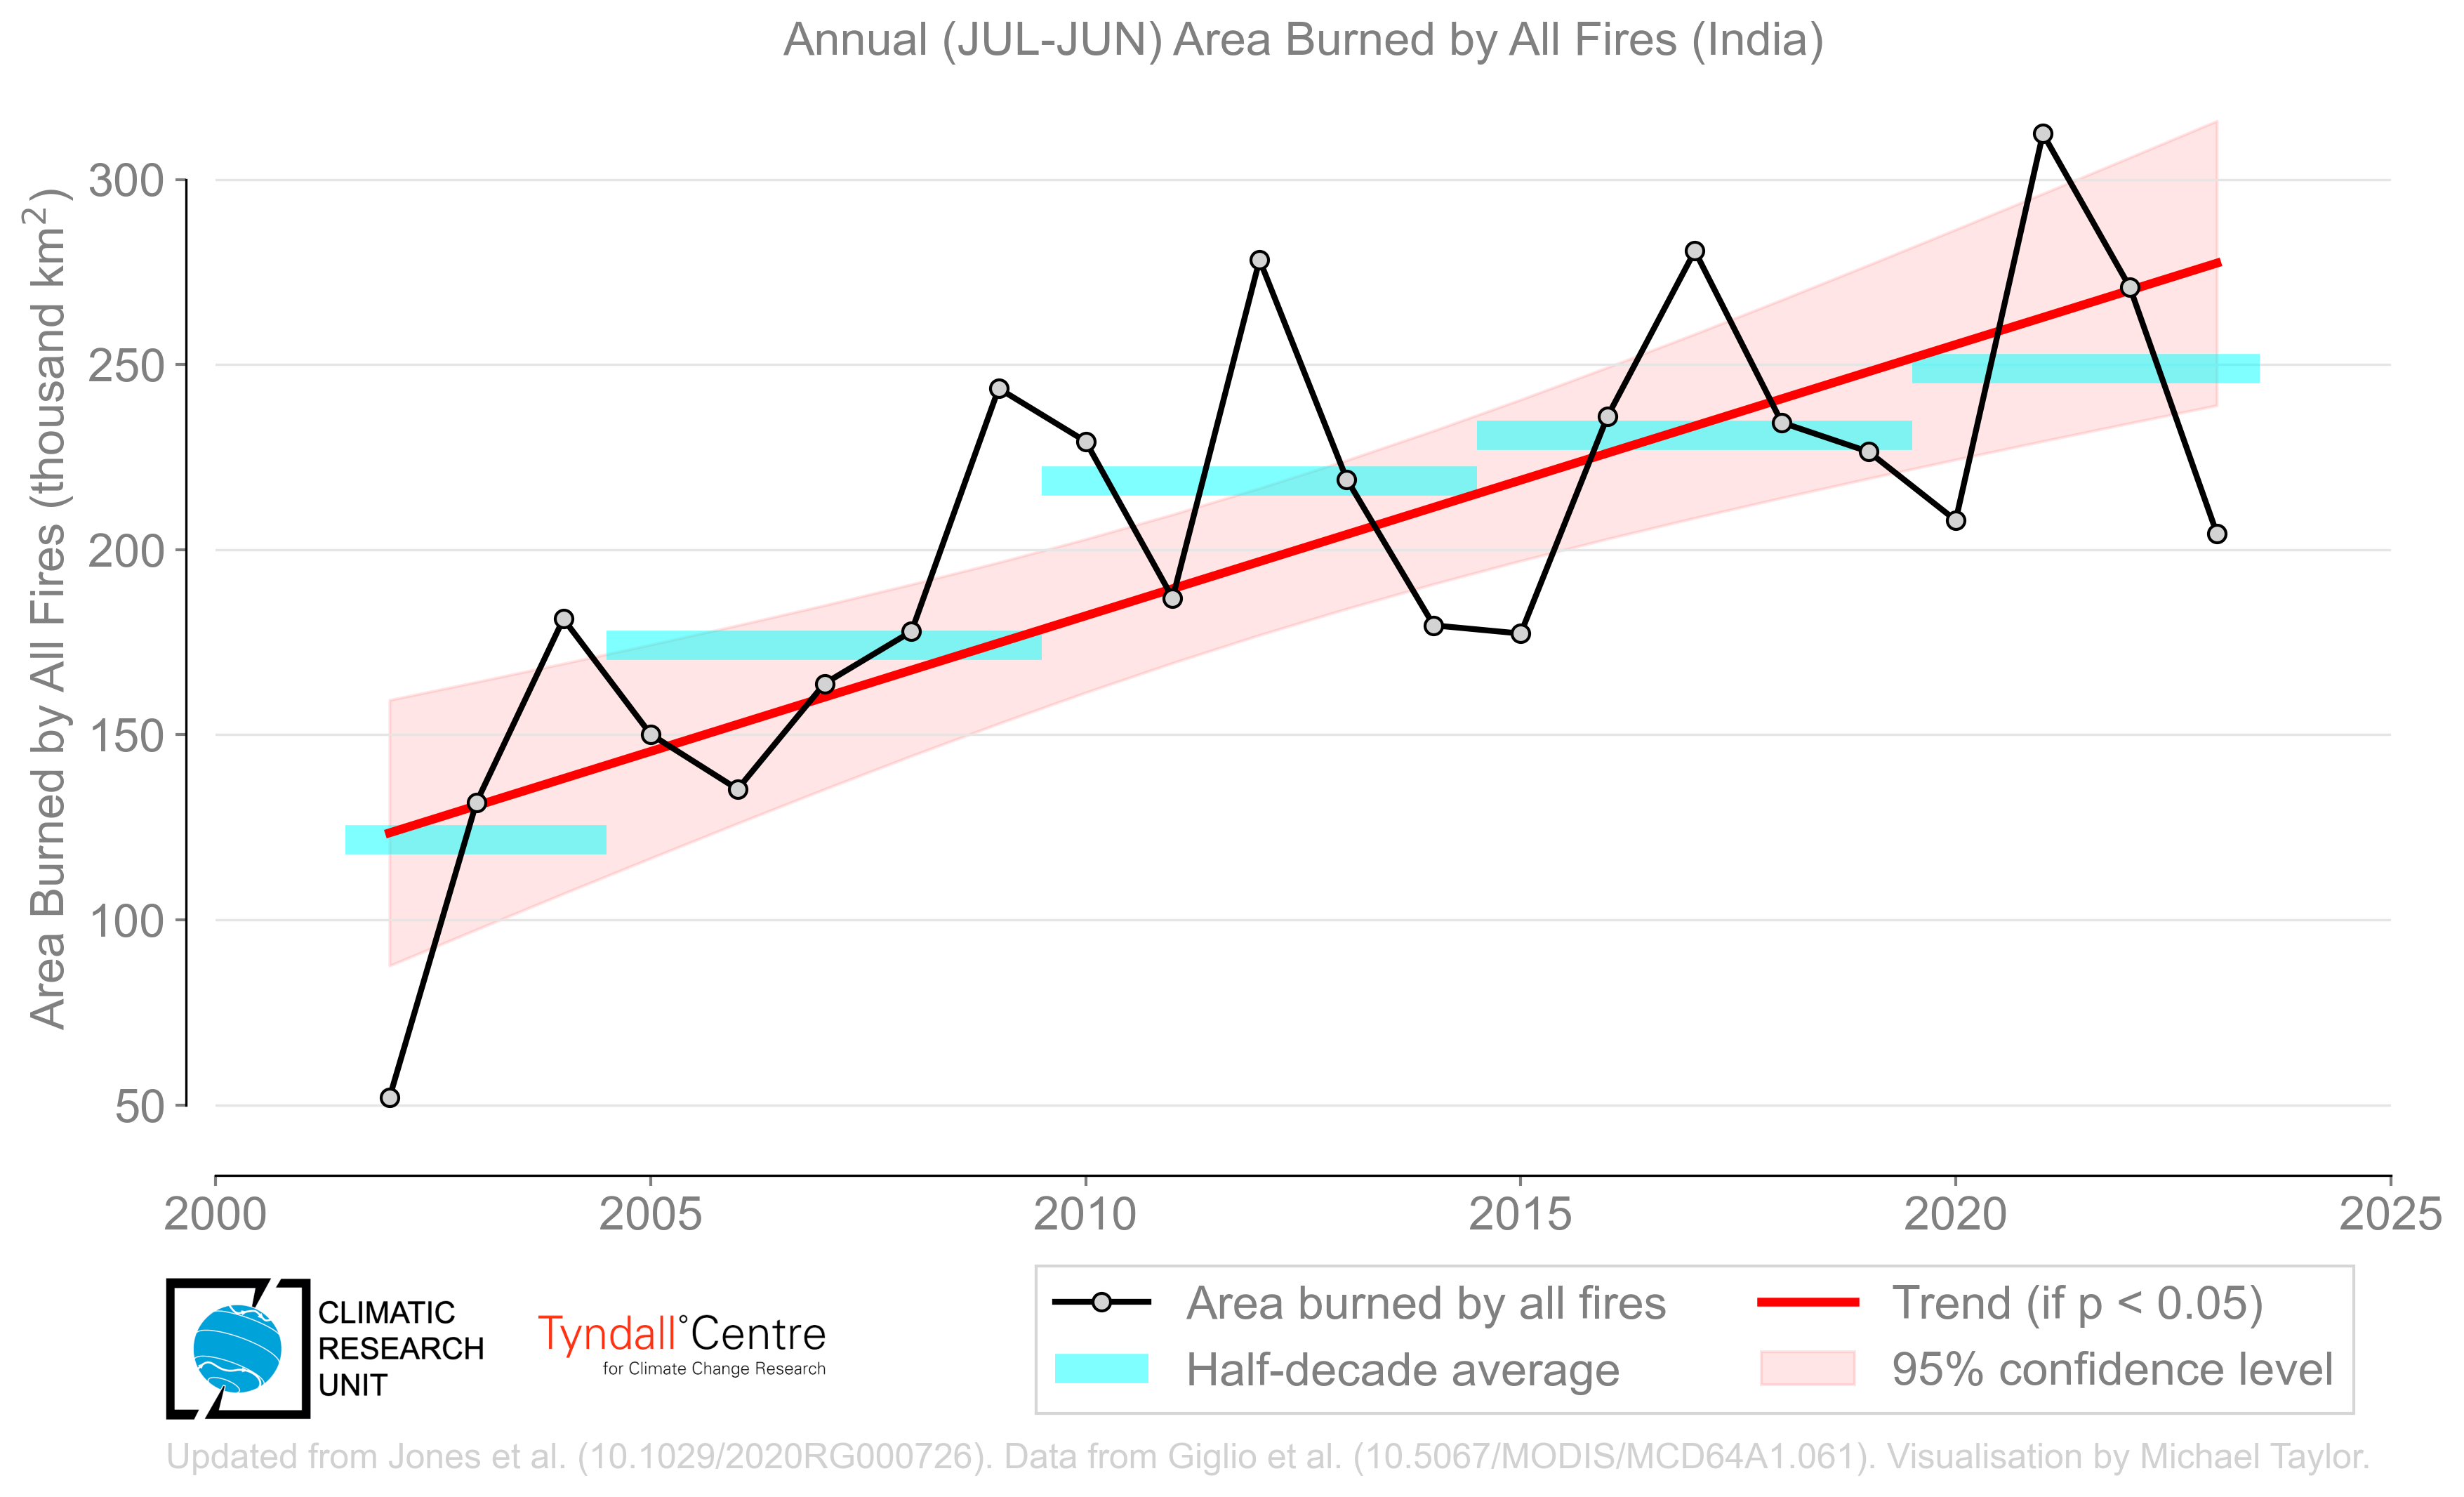 Annual (JUL-JUN) Area Burned by All Fires (India)
Area Burned by All Fires (thousand km²)
300
250
200
150
100
50
2000 2005 2010 2015 2020 2025
CLIMATIC
RESEARCH
UNIT
Tyndall°Centre
for Climate Change Research
Area burned by all fires
Half-decade average
Trend (if p < 0.05)
95% confidence level
Updated from Jones et al. (10.1029/2020RG000726). Data from Giglio et al. (10.5067/MODIS/MCD64A1.061). Visualisation by Michael Taylor.